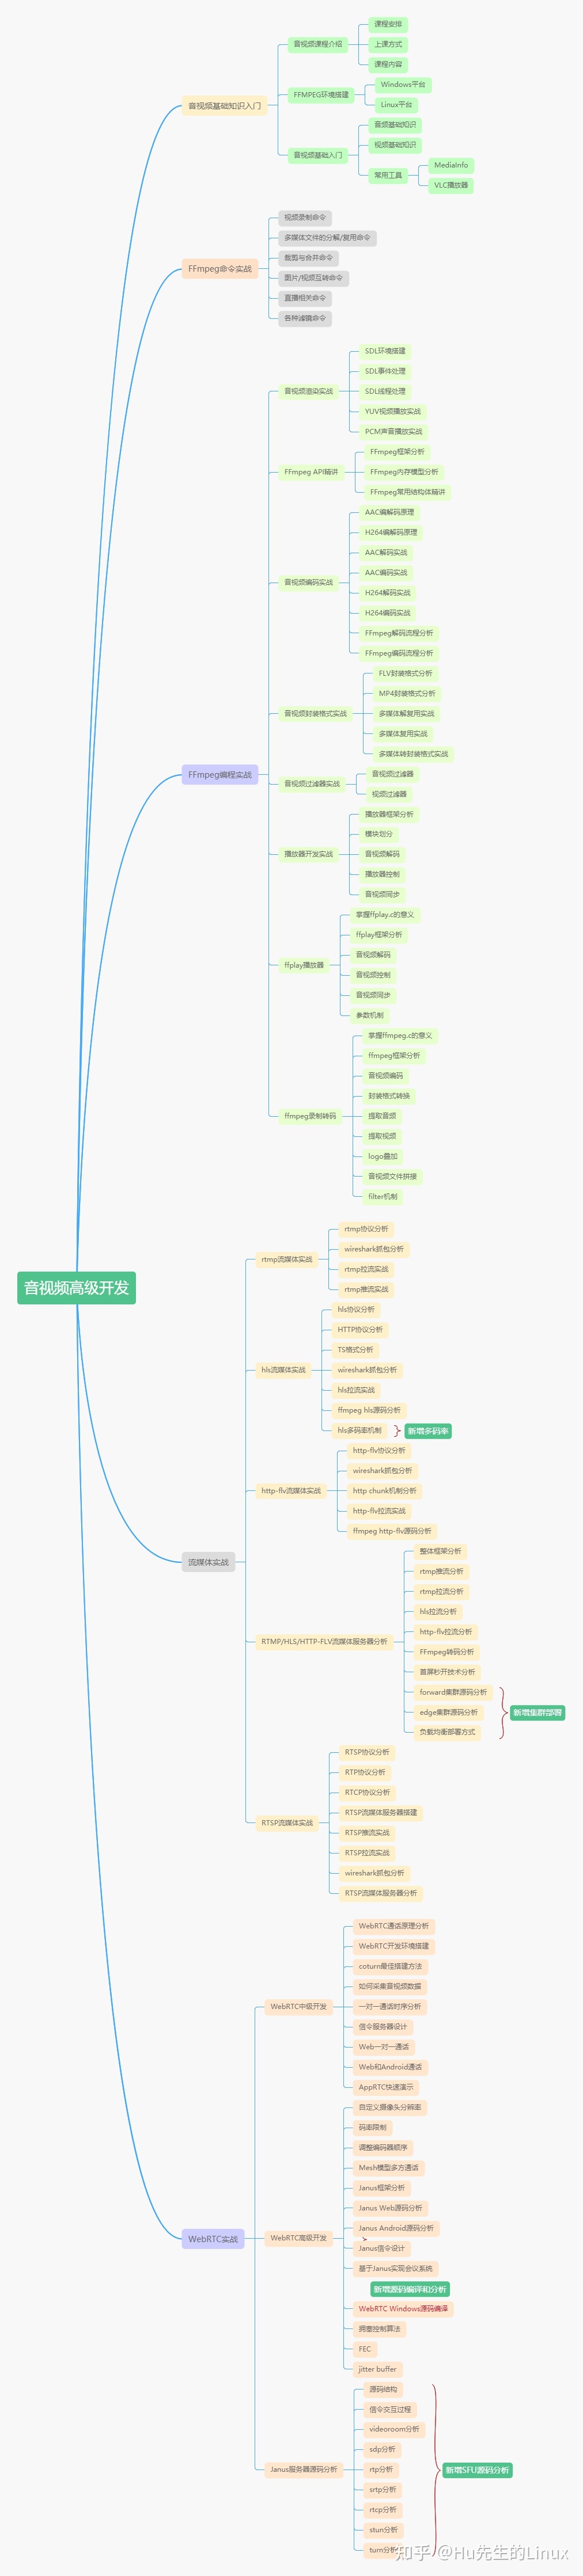 音视频高级开发
音视频基础知识入门
音视频课程介绍
课程安排
上课方式
课程内容
FFMPEG环境搭建
Windows平台
Linux平台
音视频基础入门
音频基础知识
视频基础知识
常用工具
MediaInfo
VLC播放器
FFmpeg命令实战
视频录制命令
多媒体文件的分解/复用命令
裁剪与合并命令
图片/视频互转命令
直播相关命令
各种滤镜命令
FFmpeg编程实战
音视频渲染实战
SDL环境搭建
SDL事件处理
SDL线程处理
YUV视频播放实战
PCM声音播放实战
FFmpeg API精讲
FFmpeg框架分析
FFmpeg内存模型分析
FFmpeg常用结构体精讲
音视频编码实战
AAC编解码原理
H264编解码原理
AAC解码实战
AAC编码实战
H264解码实战
H264编码实战
FFmpeg解码流程分析
FFmpeg编码流程分析
音视频封装格式实战
FLV封装格式分析
MP4封装格式分析
多媒体解复用实战
多媒体复用实战
多媒体转封装格式实战
音视频过滤器实战
音视频过滤器
视频过滤器
播放器开发实战
播放器框架分析
模块划分
音视频解码
播放器控制
音视频同步
ffplay播放器
掌握ffplay.c的意义
ffplay框架分析
音视频解码
音视频控制
音视频同步
参数机制
ffmpeg录制转码
掌握ffmpeg.c的意义
ffmpeg框架分析
音视频编码
封装格式转换
提取音频
提取视频
logo叠加
音视频文件拼接
filter机制
流媒体实战
rtmp流媒体实战
rtmp协议分析
wireshark抓包分析
rtmp拉流实战
rtmp推流实战
hls流媒体实战
hls协议分析
HTTP协议分析
TS格式分析
wireshark抓包分析
hls拉流实战
ffmpeg hls源码分析
hls多码率机制
新增多码率
http-flv流媒体实战
http-flv协议分析
wireshark抓包分析
http chunk机制分析
http-flv拉流实战
ffmpeg http-flv源码分析
RTMP/HLS/HTTP-FLV流媒体服务器分析
整体框架分析
rtmp推流分析
rtmp拉流分析
hls拉流分析
http-flv拉流分析
FFmpeg转码分析
首屏秒开技术分析
forward集群源码分析
edge集群源码分析
负载均衡部署方式
新增集群部署
RTSP流媒体实战
RTSP协议分析
RTP协议分析
RTCP协议分析
RTSP流媒体服务器搭建
RTSP推流实战
RTSP拉流实战
wireshark抓包分析
RTSP流媒体服务器分析
WebRTC实战
WebRTC中级开发
WebRTC通话原理分析
WebRTC开发环境搭建
coturn最佳搭建方法
如何采集音视频数据
一对一通话时序分析
信令服务器设计
Web一对一通话
Web和Android通话
AppRTC快速演示
WebRTC高级开发
自定义摄像头分辨率
码率限制
调整编码器顺序
Mesh模型多方通话
Janus框架分析
Janus Web源码分析
Janus Android源码分析
Janus信令设计
基于Janus实现会议系统
新增源码编译和分析
WebRTC Windows源码编译
拥塞控制算法
FEC
jitter buffer
Janus服务器源码分析
源码结构
信令交互过程
videoroom分析
sdp分析
rtp分析
srtp分析
rtcp分析
stun分析
turn分析
新增SFU源码分析
知乎 @Hu先生的Linux